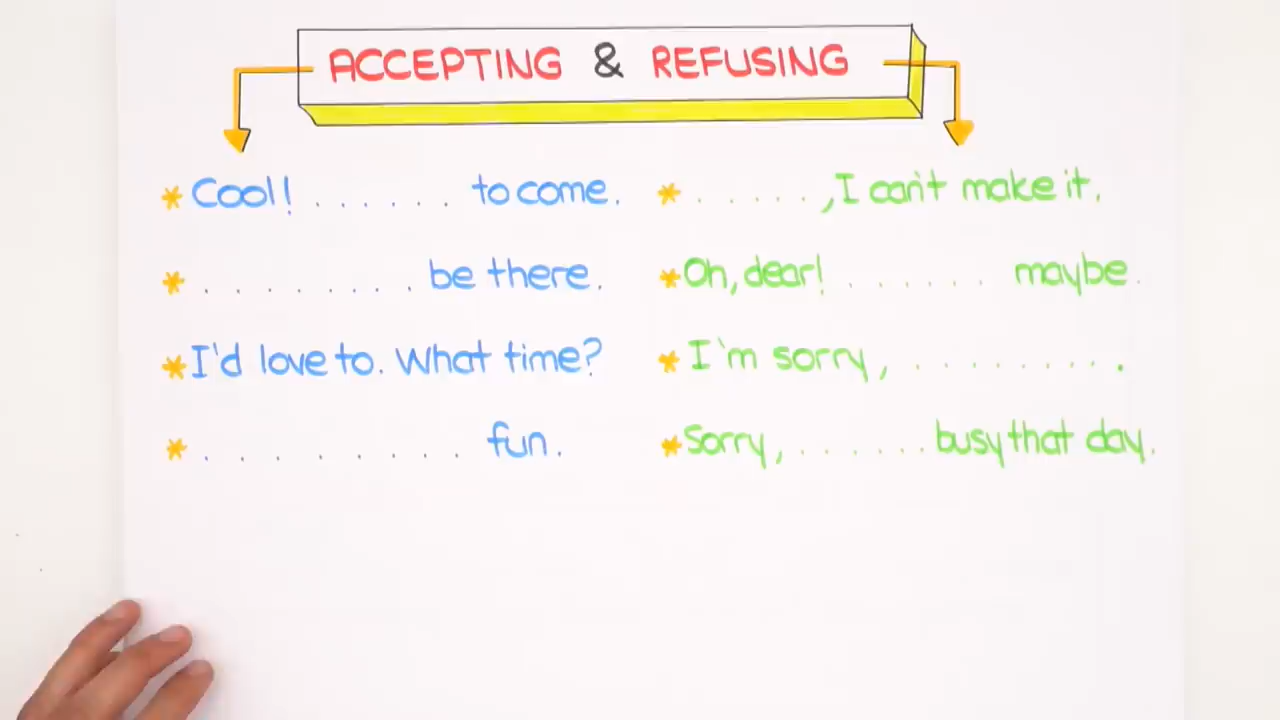 ACCEPTING & REFUSING
* Cool! ...... to come.
* ......... be there.
* I'd love to. What time?
* ......... fun.
* ....., I can't make it.
* Oh, dear! ...... maybe.
* I'm sorry, .........
* Sorry, ...... busy that day.